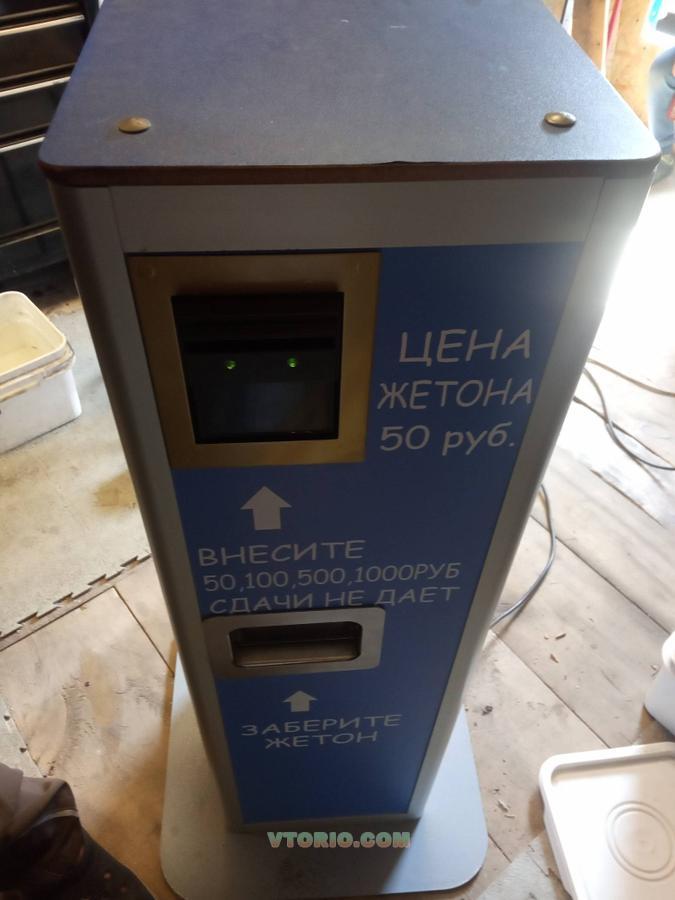 ЦЕНА
ЖЕТОНА
50 руб.
ВНЕСИТЕ
50,100,500,1000РУБ
СДАЧИ НЕ ДАЕТ
ЗАБЕРИТЕ
ЖЕТОН
VTORIO.COM